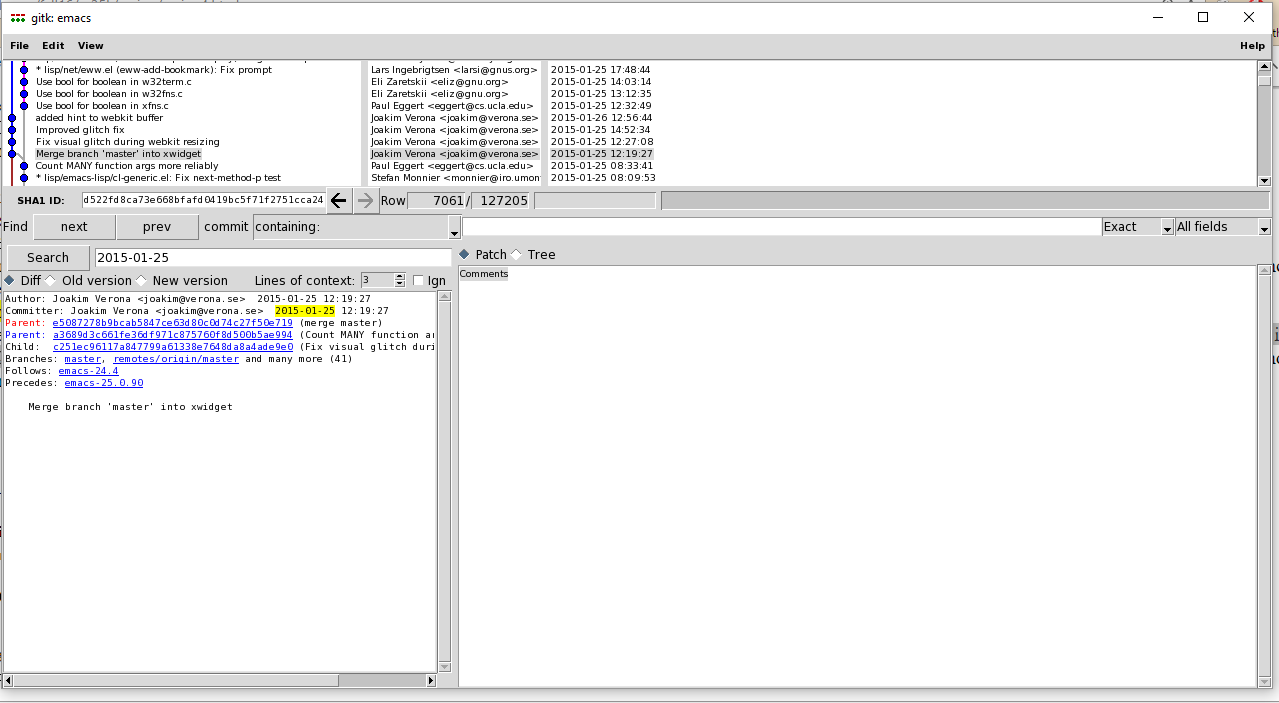 gitk: emacs
File Edit View Help
* lisp/net/eww.el (eww-add-bookmark): Fix prompt Lars Ingebrigtsen <larsi@gnus.org> 2015-01-25 17:48:44
Use bool for boolean in w32term.c Eli Zaretskii <eliz@gnu.org> 2015-01-25 14:03:14
Use bool for boolean in w32fns.c Eli Zaretskii <eliz@gnu.org> 2015-01-25 13:12:35
Use bool for boolean in xfns.c Paul Eggert <eggert@cs.ucla.edu> 2015-01-25 12:32:49
added hint to webkit buffer Joakim Verona <joakim@verona.se> 2015-01-26 12:56:44
Improved glitch fix Joakim Verona <joakim@verona.se> 2015-01-25 14:52:34
Fix visual glitch during webkit resizing Joakim Verona <joakim@verona.se> 2015-01-25 12:27:08
Merge branch 'master' into xwidget Joakim Verona <joakim@verona.se> 2015-01-25 12:19:27
Count MANY function args more reliably Paul Eggert <eggert@cs.ucla.edu> 2015-01-25 08:33:41
* lisp/emacs-lisp/cl-generic.el: Fix next-method-p test Stefan Monnier <monnier@iro.umon 2015-01-25 08:09:53
SHA1 ID: d522fd8ca73e668bfafd0419bc5f71f2751cca24 Row 7061 / 127205
Find next prev commit containing: Exact All fields
Search 2015-01-25 Patch Tree
Diff Old version New version Lines of context: 3 Ign
Comments
Author: Joakim Verona <joakim@verona.se> 2015-01-25 12:19:27
Committer: Joakim Verona <joakim@verona.se> 2015-01-25 12:19:27
Parent: e5087278b9bcab5847ce63d80c0d74c27f50e719 (merge master)
Parent: a3689d3c661fe36df971c875760f8d500b5ae994 (Count MANY function a
Child: c251ec96117a847799a61338e7648da8a4ade9e0 (Fix visual glitch duri
Branches: master, remotes/origin/master and many more (41)
Follows: emacs-24.4
Precedes: emacs-25.0.90
Merge branch 'master' into xwidget